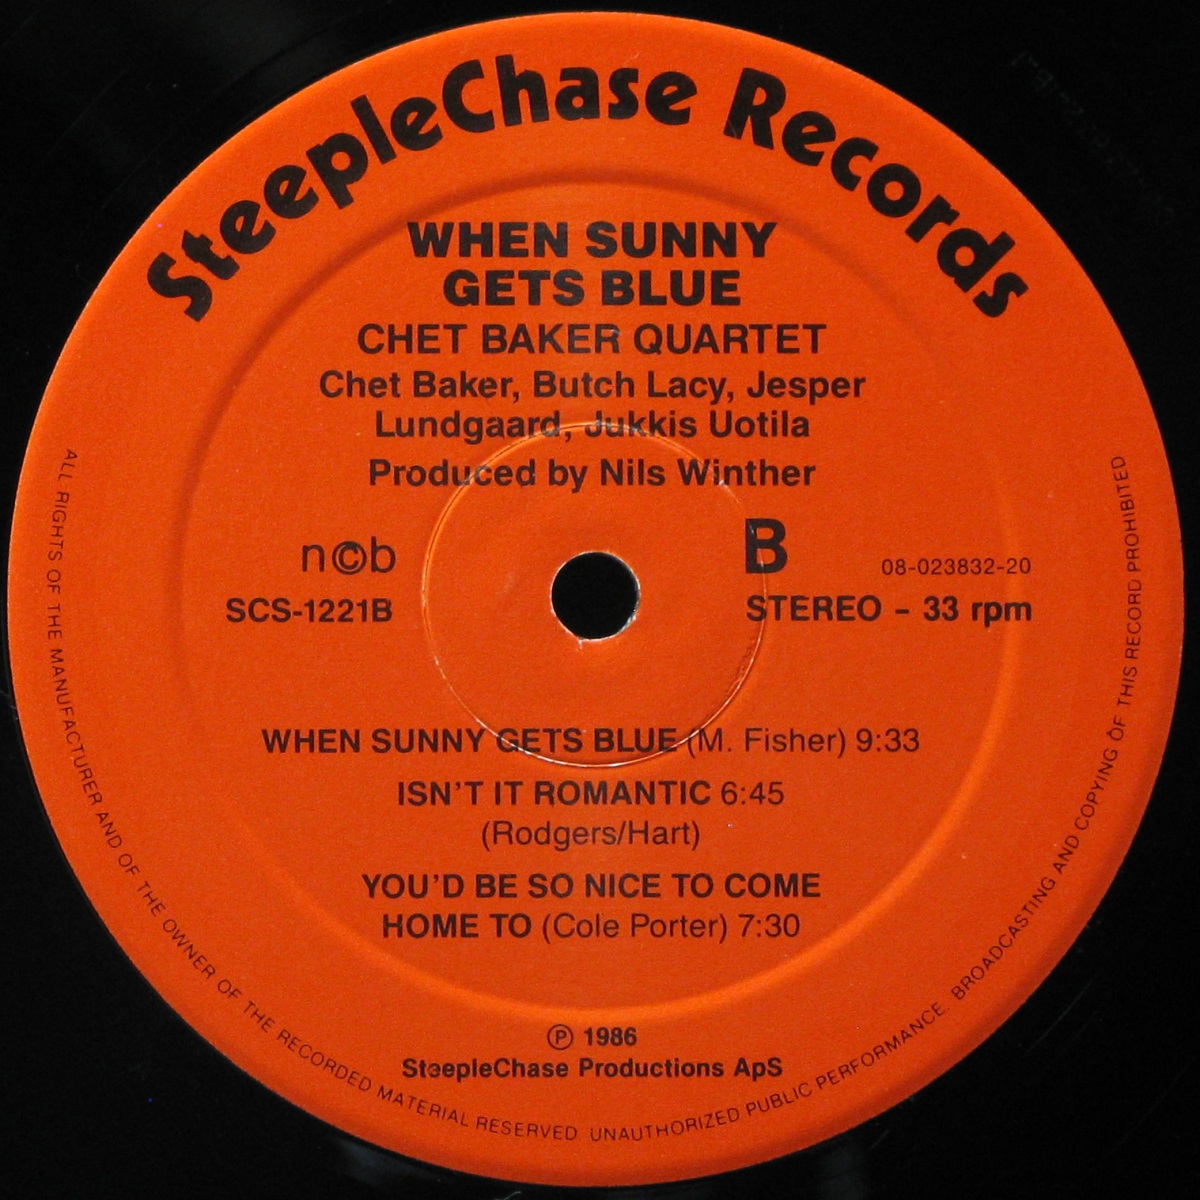 SteepleChase Records
WHEN SUNNY
GETS BLUE
CHET BAKER QUARTET
Chet Baker, Butch Lacy, Jesper
Lundgaard, Jukkis Uotila
Produced by Nils Winther
n©b
SCS-1221B
B
08-023832-20
STEREO – 33 rpm
WHEN SUNNY GETS BLUE (M. Fisher) 9:33
ISN'T IT ROMANTIC 6:45
(Rodgers/Hart)
YOU'D BE SO NICE TO COME
HOME TO (Cole Porter) 7:30
℗ 1986
SteepleChase Productions ApS
ALL RIGHTS OF THE MANUFACTURER AND OF THE OWNER OF THE RECORDED MATERIAL RESERVED UNAUTHORIZED PUBLIC PERFORMANCE. BROADCASTING AND COPYING OF THIS RECORD PROHIBITED